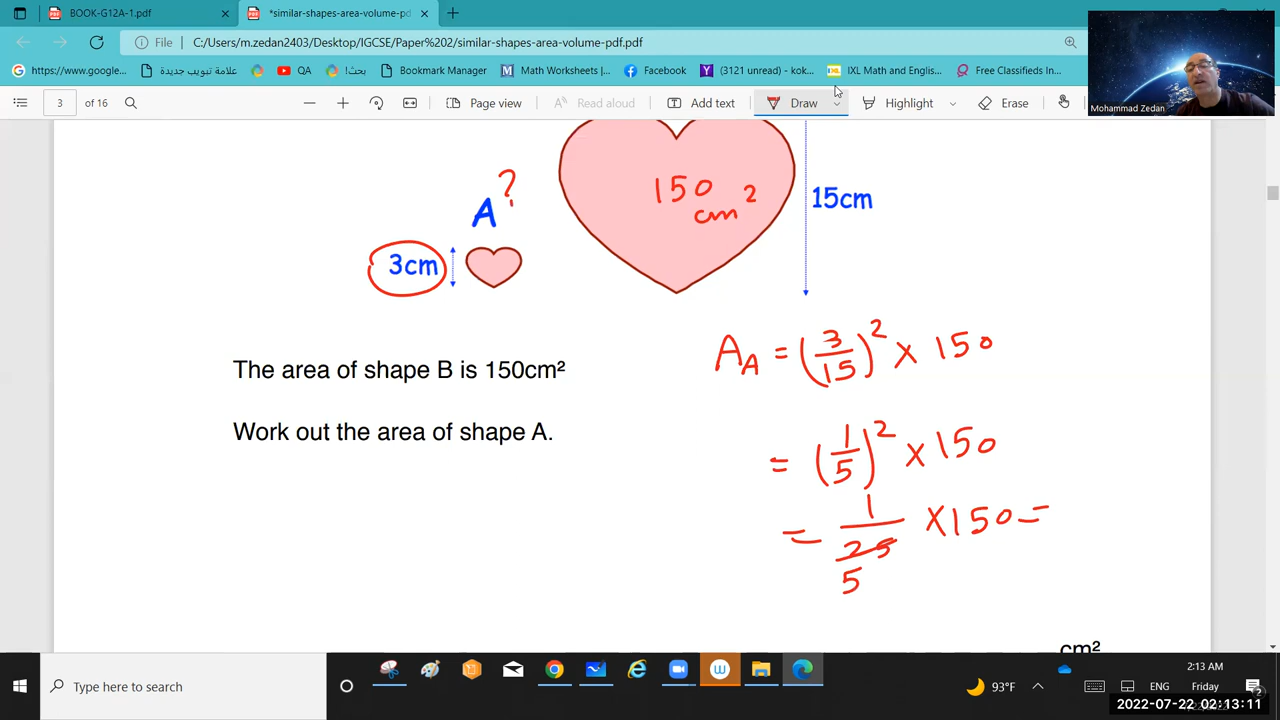 BOOK-G12A-1.pdf
*similar-shapes-area-volume-pd
File C:/Users/m.zedan2403/Desktop/IGCSE/Paper%202/similar-shapes-area-volume-pdf.pdf
https://www.google... علامة تبويب جديدة QA بحث! Bookmark Manager Math Worksheets |... Facebook (3121 unread) - kok... IXL Math and Englis... Free Classifieds In...
Mohammad Zedan
3 of 16 Page view Read aloud Add text Draw Highlight Erase
150
cm²
15cm
A?
3cm
A_A = (3/15)² × 150
The area of shape B is 150cm²
Work out the area of shape A.
= (1/5)² × 150
= 1/25 × 150 =
5
cm²
Type here to search
93°F
ENG
2:13 AM
Friday
2022-07-22 02:13:11